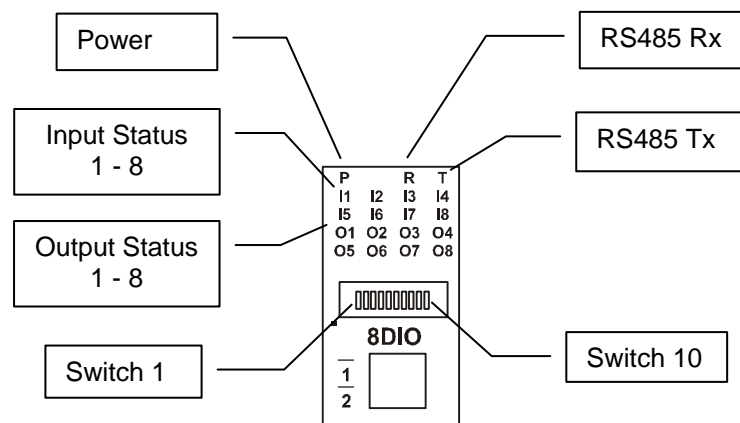 Power
RS485 Rx
Input Status
1 - 8
RS485 Tx
P R T
I1 I2 I3 I4
I5 I6 I7 I8
O1 O2 O3 O4
O5 O6 O7 O8
Output Status
1 - 8
8DIO
Switch 1
Switch 10
1
2